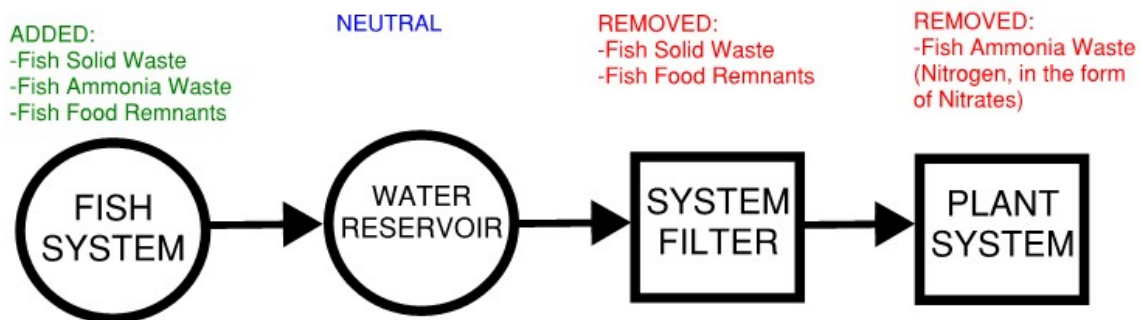 ADDED:
-Fish Solid Waste
-Fish Ammonia Waste
-Fish Food Remnants
NEUTRAL
REMOVED:
-Fish Solid Waste
-Fish Food Remnants
REMOVED:
-Fish Ammonia Waste
(Nitrogen, in the form
of Nitrates)
FISH
SYSTEM
WATER
RESERVOIR
SYSTEM
FILTER
PLANT
SYSTEM